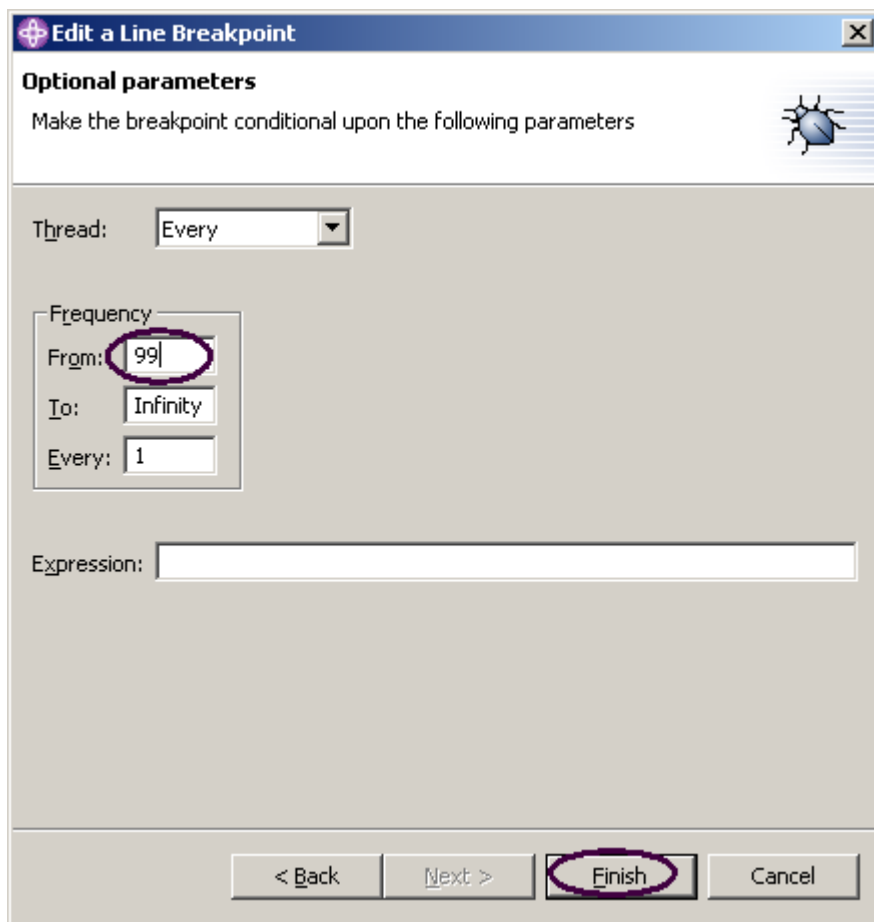 Edit a Line Breakpoint
Optional parameters
Make the breakpoint conditional upon the following parameters
Thread: Every
Frequency
From: 99
To: Infinity
Every: 1
Expression:
< Back Next > Finish Cancel